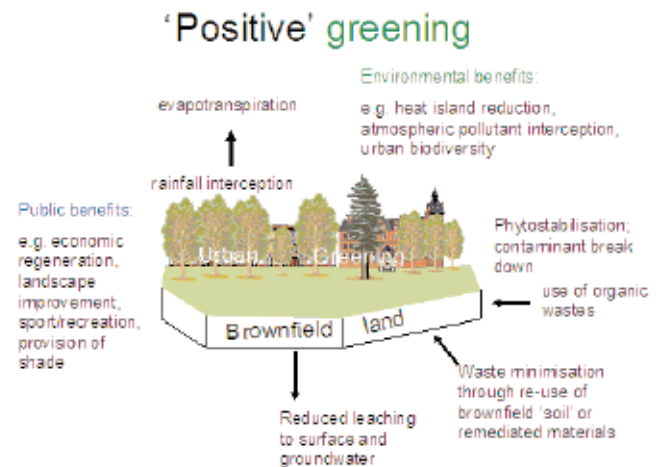 'Positive' greening
Environmental benefits:
e.g. heat island reduction,
atmospheric pollutant interception,
urban biodiversity
evapotranspiration
rainfall interception
Public benefits:
e.g. economic
regeneration,
landscape
improvement,
sport/recreation,
provision of
shade
Urban Greening
Phytostabilisation;
contaminant break
down
use of organic
wastes
Brownfield land
Waste minimisation
through re-use of
brownfield 'soil' or
remediated materials
Reduced leaching
to surface and
groundwater